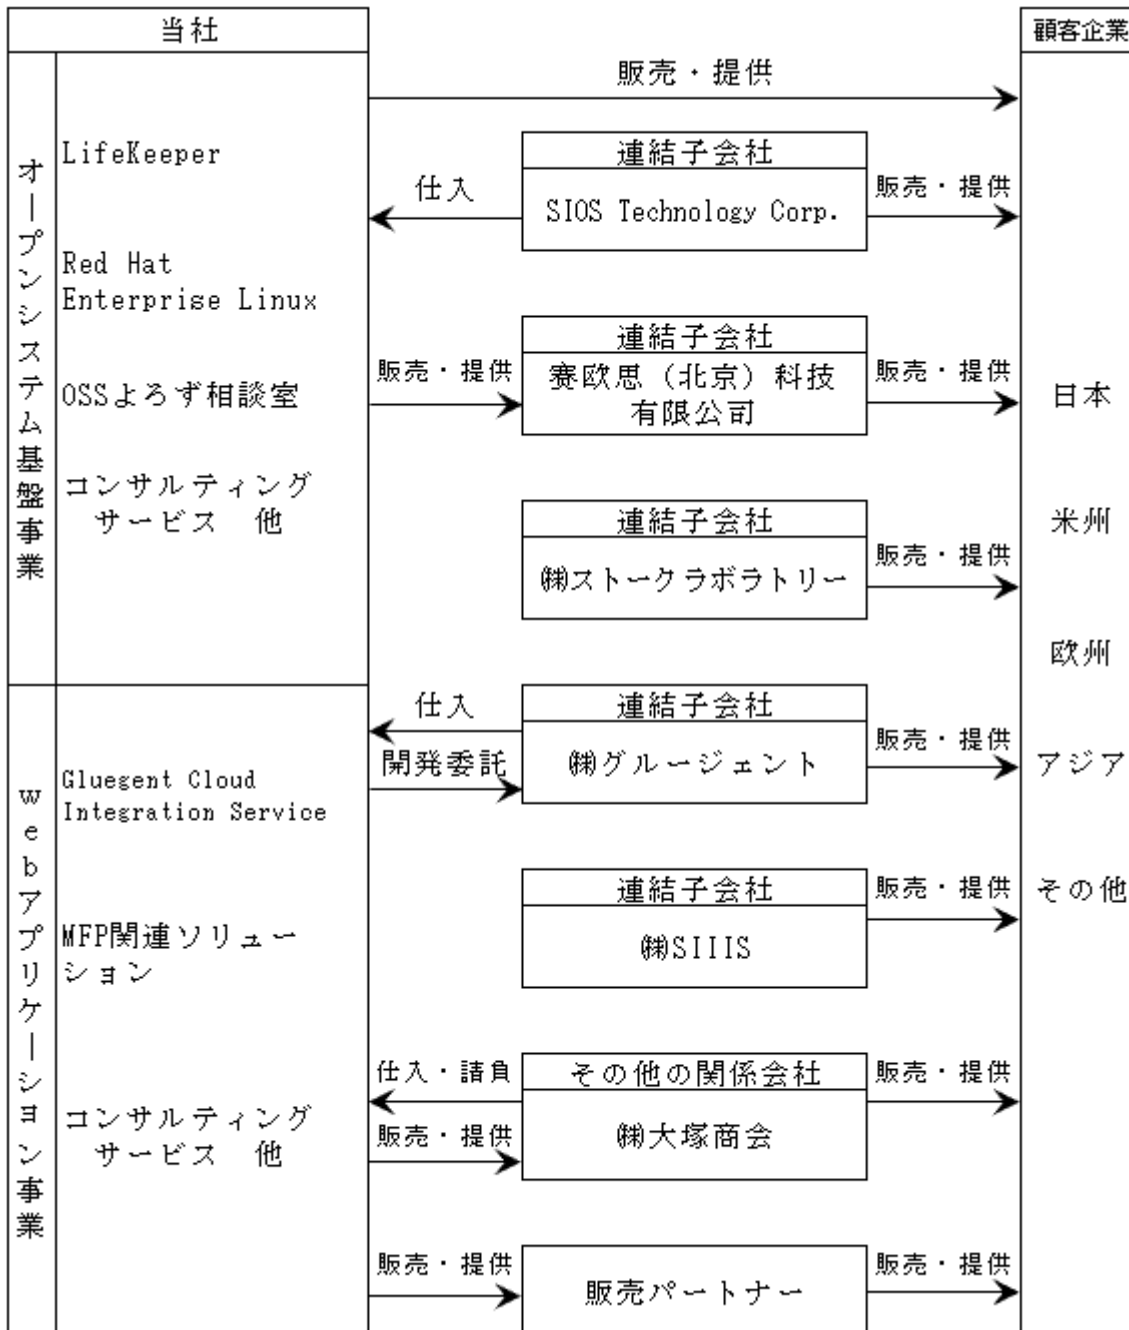 当社
顧客企業
オープンシステム基盤事業
LifeKeeper
Red Hat
Enterprise Linux
OSSよろず相談室
コンサルティング
サービス　他
webアプリケーション事業
Gluegent Cloud
Integration Service
MFP関連ソリュー
ション
コンサルティング
サービス　他
販売・提供
連結子会社
仕入
SIOS Technology Corp.
販売・提供
連結子会社
販売・提供
賽欧思（北京）科技
有限公司
販売・提供
連結子会社
㈱ストークラボラトリー
販売・提供
仕入
連結子会社
開発委託
㈱グルージェント
販売・提供
連結子会社
㈱SIIIS
販売・提供
仕入・請負
その他の関係会社
販売・提供
㈱大塚商会
販売・提供
販売・提供
販売パートナー
販売・提供
日本
米州
欧州
アジア
その他